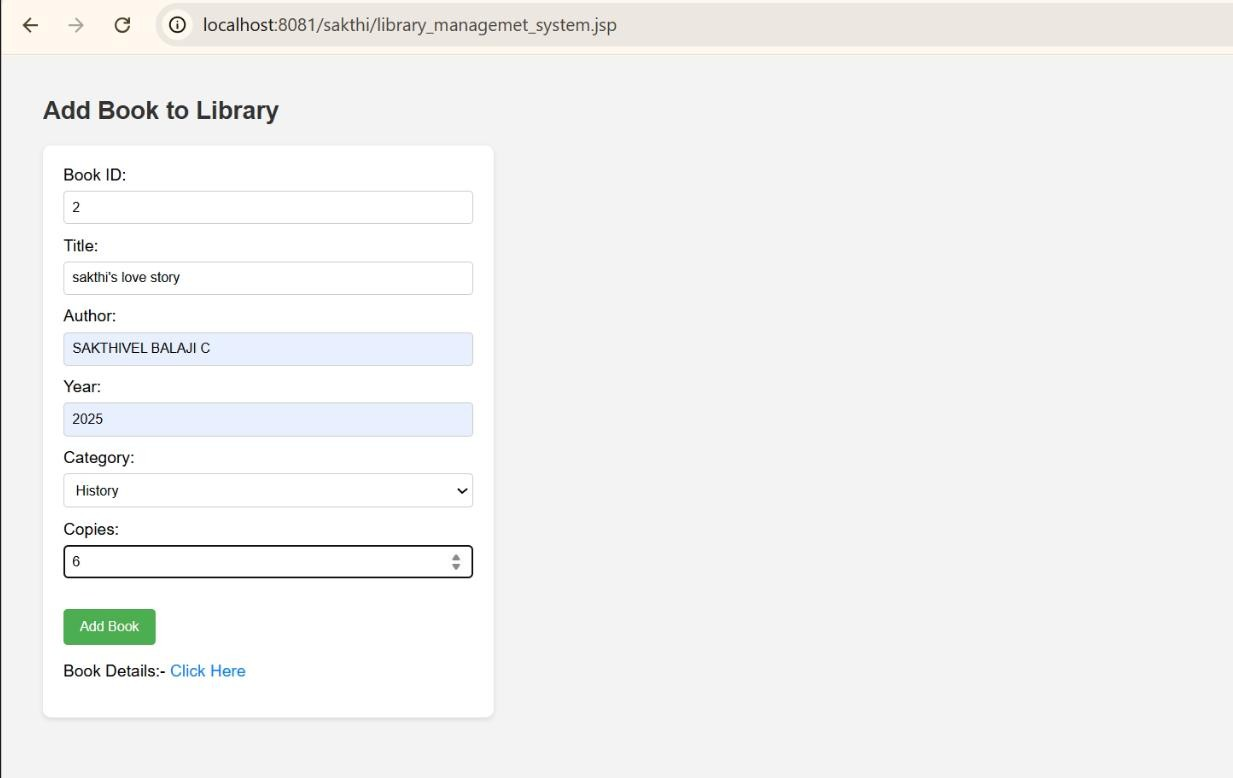 localhost:8081/sakthi/library_managemet_system.jsp
Add Book to Library
Book ID:
2
Title:
sakthi's love story
Author:
SAKTHIVEL BALAJI C
Year:
2025
Category:
History
Copies:
6
Add Book
Book Details:- Click Here